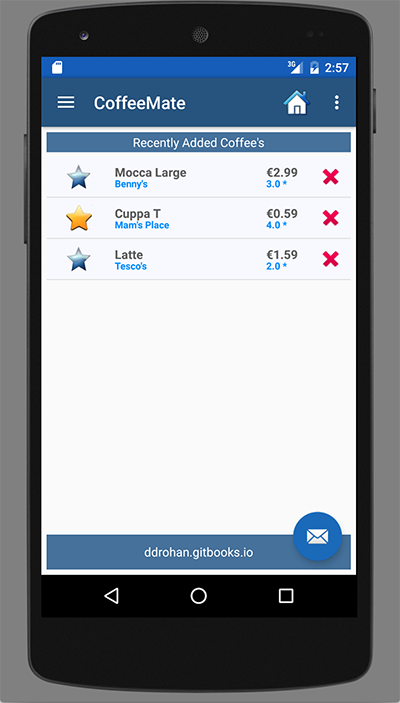 3G 2:57
CoffeeMate
Recently Added Coffee's
Mocca Large €2.99
Benny's 3.0 *
Cuppa T €0.59
Mam's Place 4.0 *
Latte €1.59
Tesco's 2.0 *
ddrohan.gitbooks.io